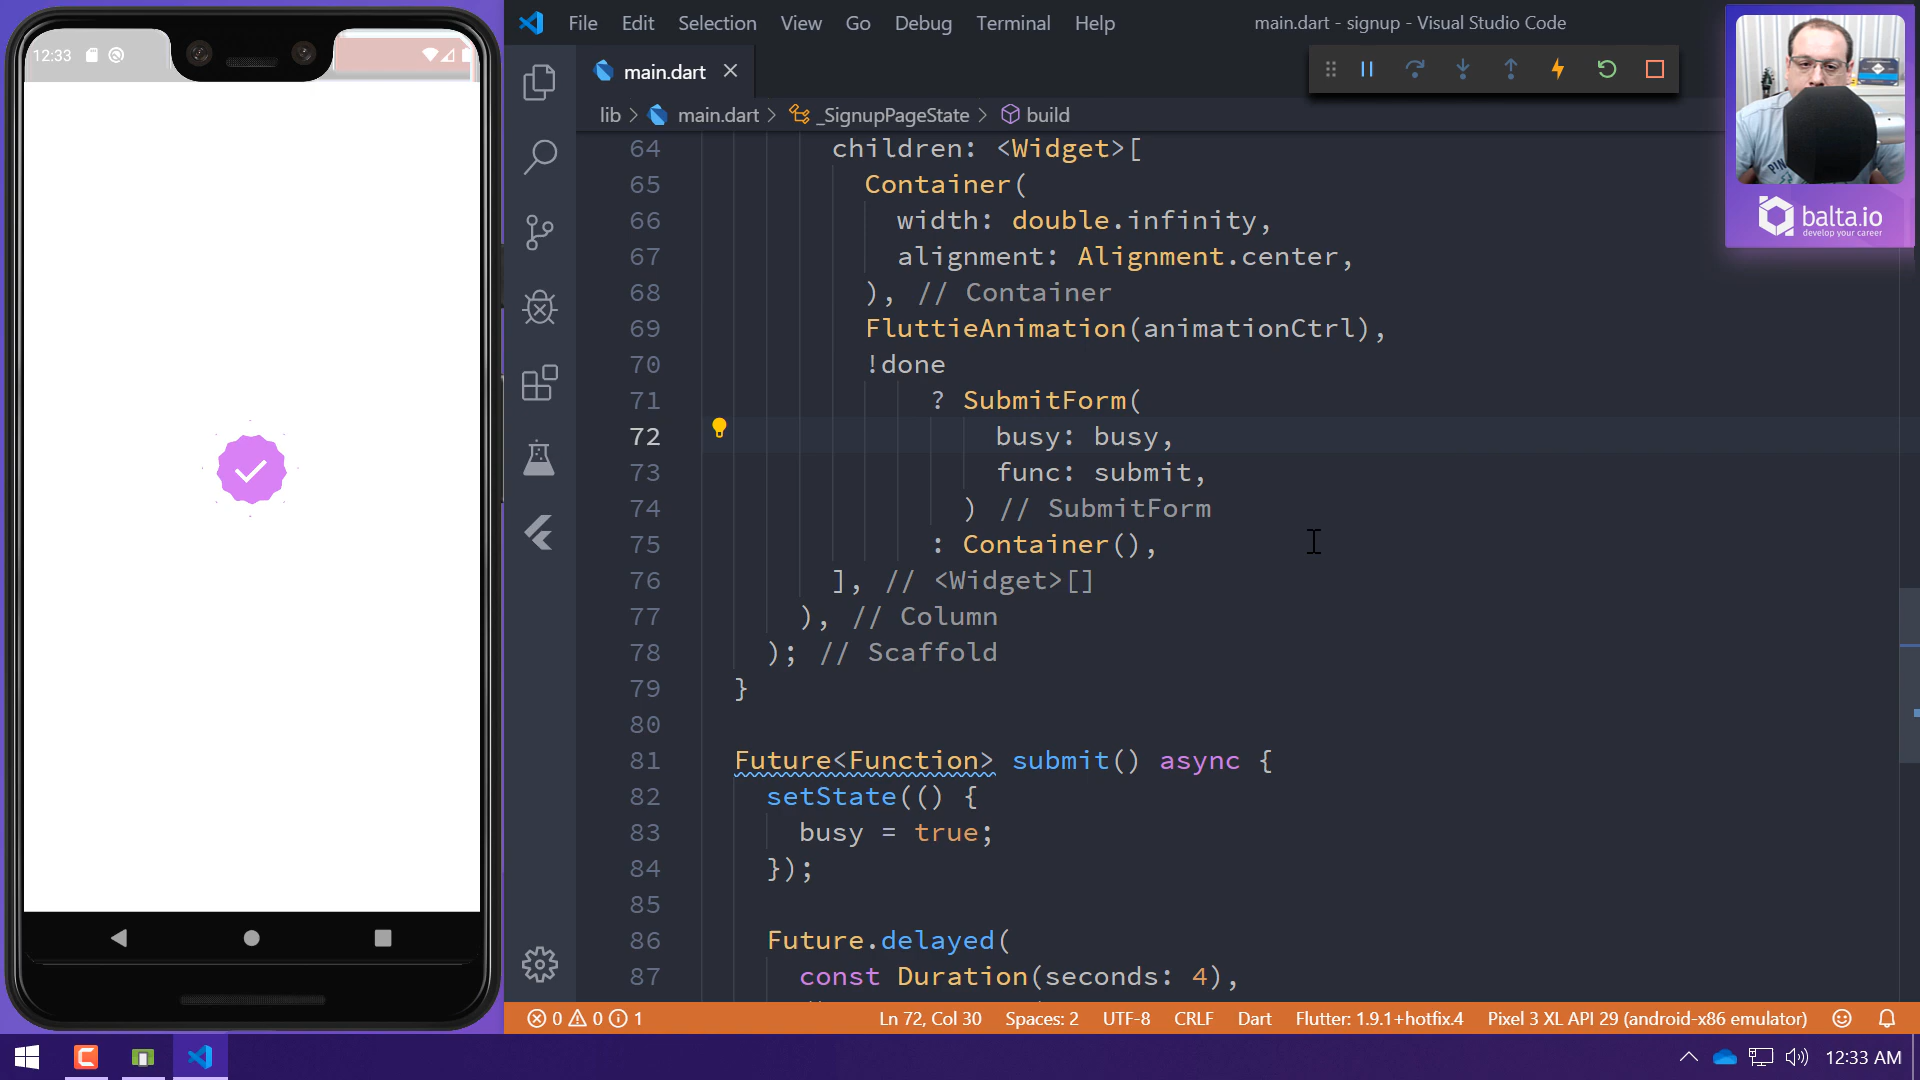 12:33
File Edit Selection View Go Debug Terminal Help
main.dart - signup - Visual Studio Code
main.dart
lib > main.dart > _SignupPageState > build
64 children: <Widget>[
65 Container(
66 width: double.infinity,
67 alignment: Alignment.center,
68 ), // Container
69 FluttieAnimation(animationCtrl),
70 !done
71 ? SubmitForm(
72 busy: busy,
73 func: submit,
74 ) // SubmitForm
75 : Container(),
76 ], // <Widget>[]
77 ), // Column
78 ); // Scaffold
79 }
80
81 Future<Function> submit() async {
82 setState(() {
83 busy = true;
84 });
85
86 Future.delayed(
87 const Duration(seconds: 4),
balta.io
develop your career
0 0 1
Ln 72, Col 30 Spaces: 2 UTF-8 CRLF Dart Flutter: 1.9.1+hotfix.4 Pixel 3 XL API 29 (android-x86 emulator)
12:33 AM